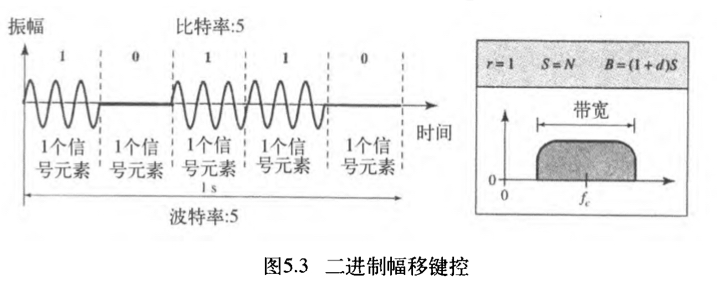 振幅
比特率:5
1 0 1 1 0
时间
1个信号元素 1个信号元素 1个信号元素 1个信号元素 1个信号元素
1 s
波特率:5
r=1 S=N B=(1+d)S
带宽
0
0 fc
图5.3 二进制幅移键控